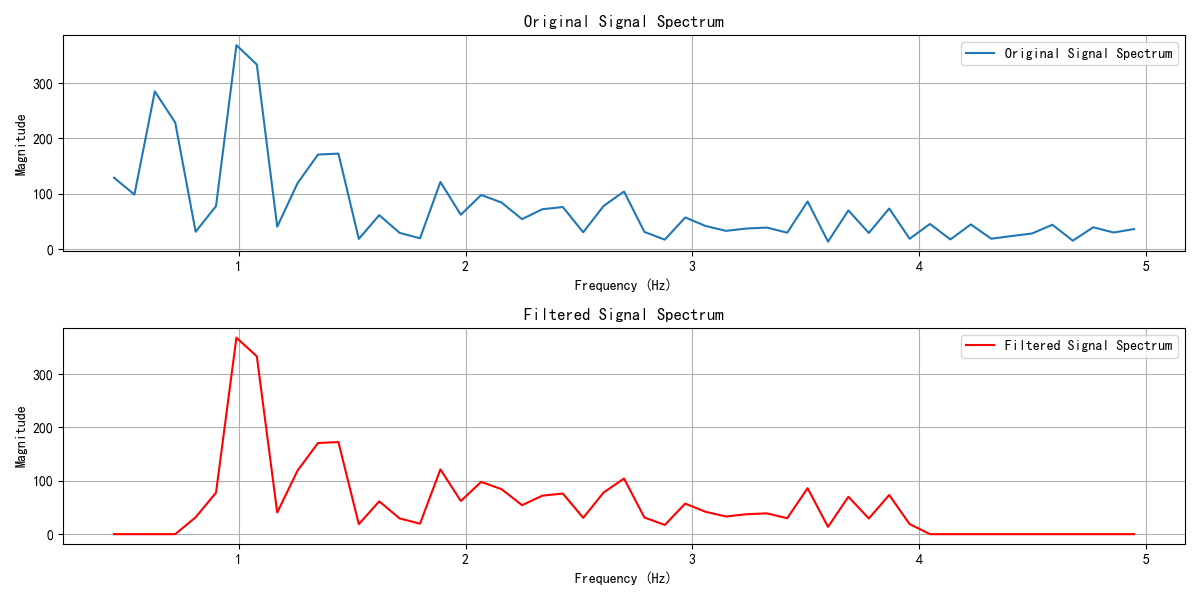 Original Signal Spectrum
Original Signal Spectrum
Magnitude
300
200
100
0
1 2 3 4 5
Frequency (Hz)
Filtered Signal Spectrum
Filtered Signal Spectrum
Magnitude
300
200
100
0
1 2 3 4 5
Frequency (Hz)